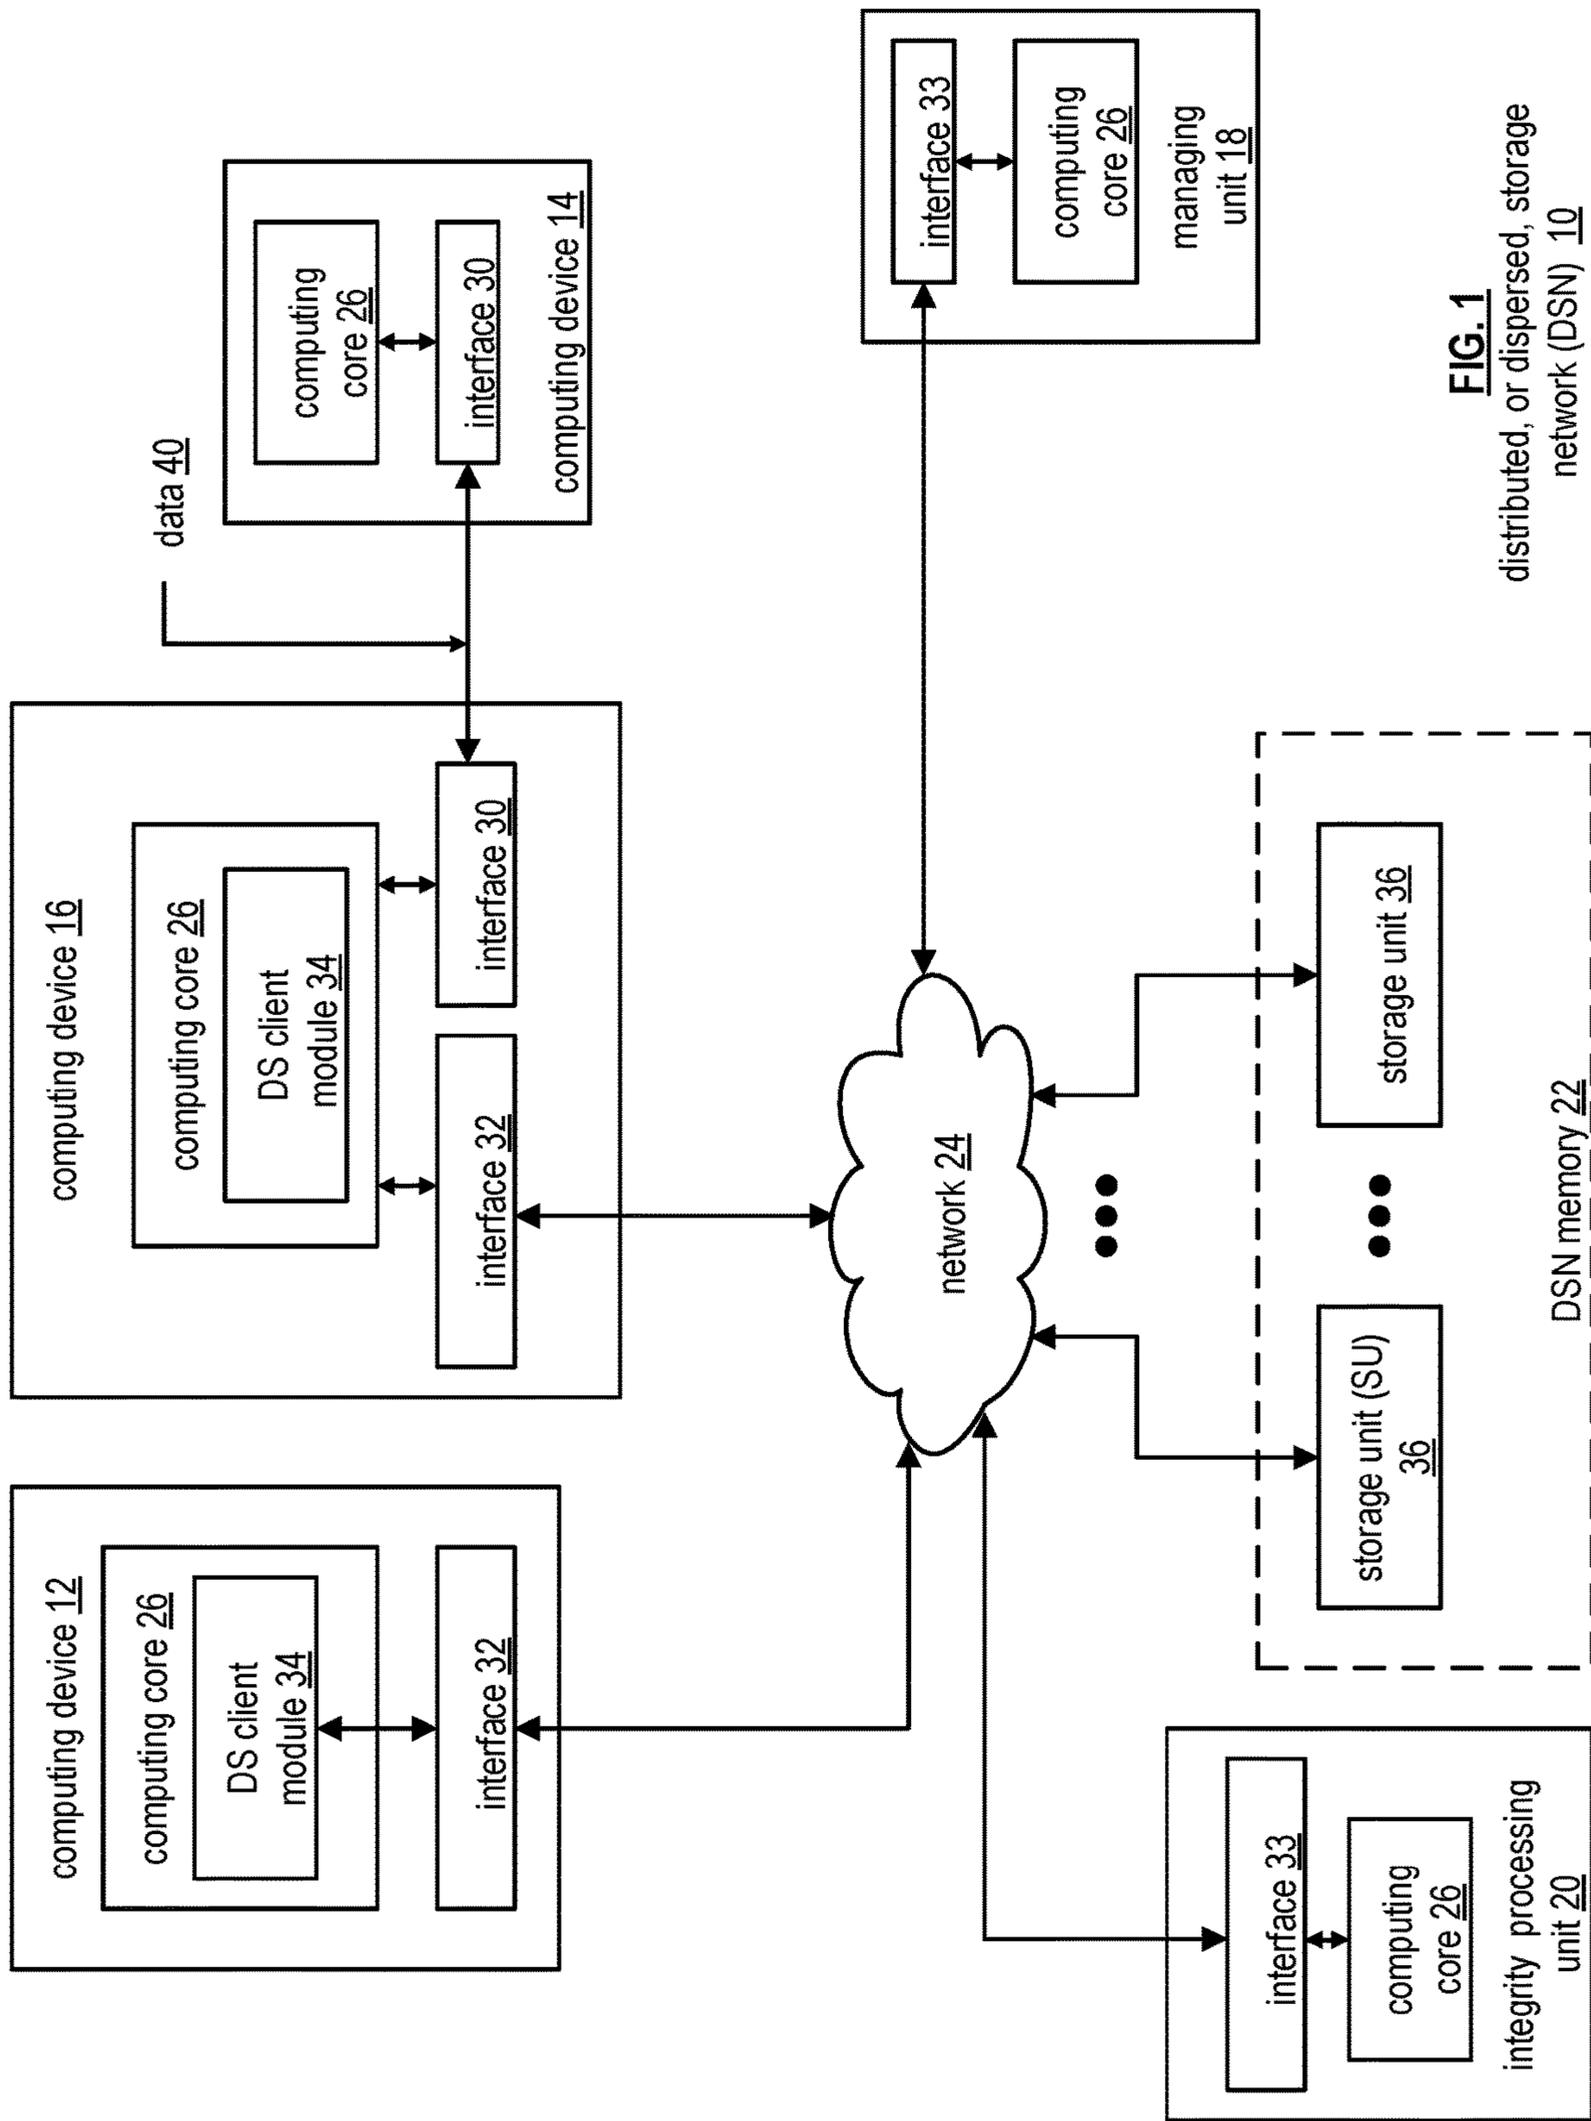 computing device 12
computing core 26
DS client
module 34
interface 32
computing device 16
computing core 26
DS client
module 34
interface 32
interface 30
data 40
computing
core 26
interface 30
computing device 14
network 24
interface 33
computing
core 26
managing
unit 18
interface 33
computing
core 26
integrity processing
unit 20
storage unit (SU)
36
storage unit 36
DSN memory 22
FIG. 1
distributed, or dispersed, storage
network (DSN) 10